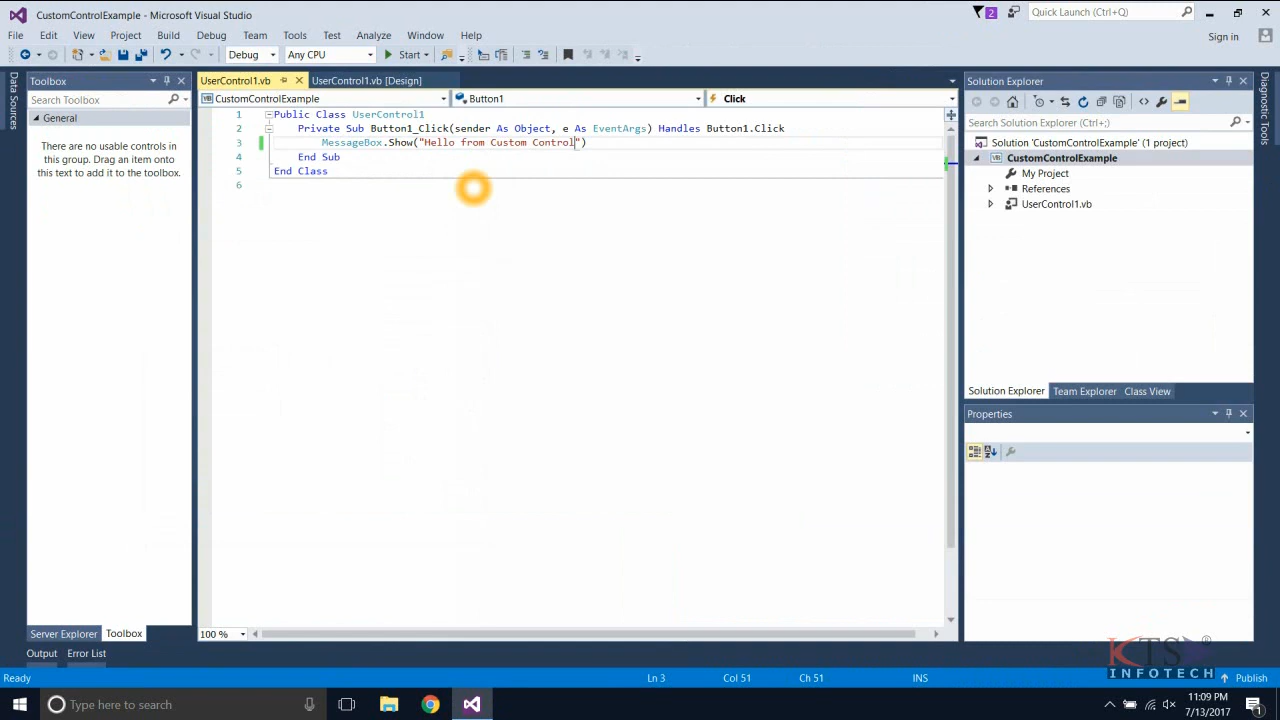 CustomControlExample - Microsoft Visual Studio
2
Quick Launch (Ctrl+Q)
File Edit View Project Build Debug Team Tools Test Analyze Window Help
Sign in
Debug Any CPU Start
Data Sources
Toolbox
Search Toolbox
General
There are no usable controls in
this group. Drag an item onto
this text to add it to the toolbox.
Server Explorer Toolbox
UserControl1.vb UserControl1.vb [Design]
CustomControlExample Button1 Click
1 Public Class UserControl1
2 Private Sub Button1_Click(sender As Object, e As EventArgs) Handles Button1.Click
3 MessageBox.Show("Hello from Custom Control")
4 End Sub
5 End Class
6
100 %
Solution Explorer
Search Solution Explorer (Ctrl+;)
Solution 'CustomControlExample' (1 project)
CustomControlExample
My Project
References
UserControl1.vb
Solution Explorer Team Explorer Class View
Properties
Diagnostic Tools
Output Error List
KTS ®
INFOTECH
Ready Ln 3 Col 51 Ch 51 INS Publish
Type here to search
11:09 PM
7/13/2017
1